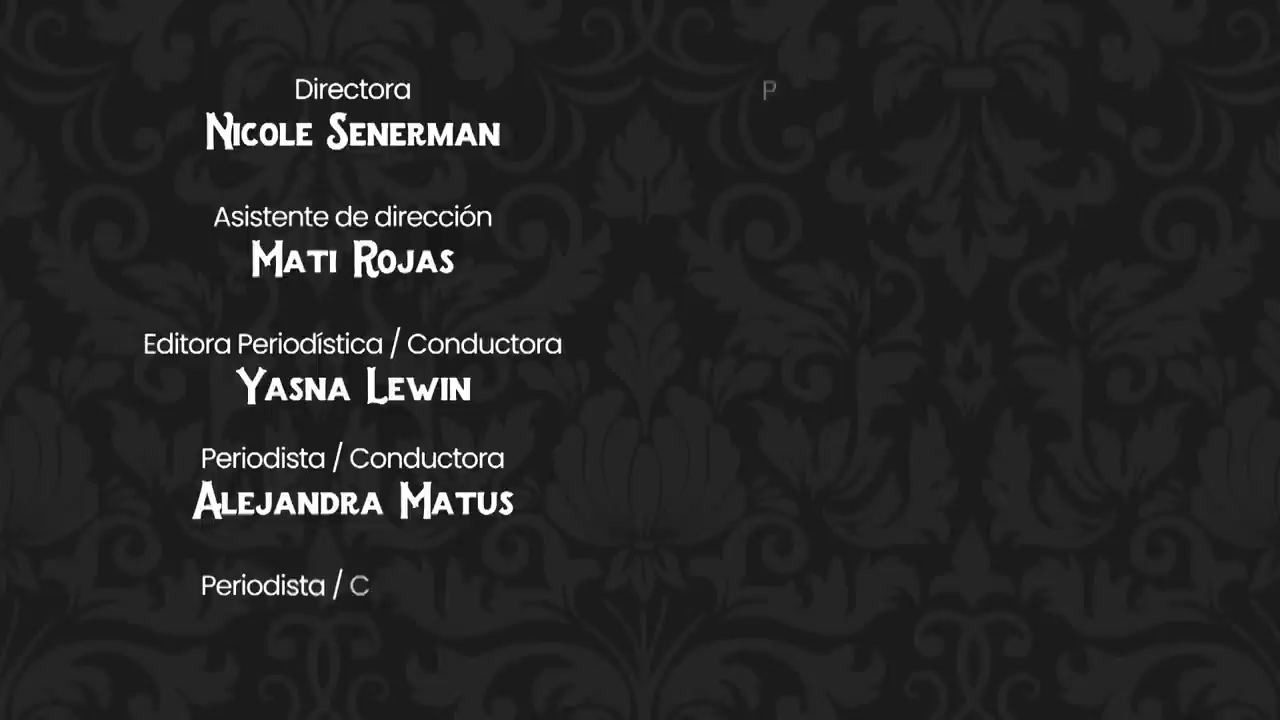 Directora
Nicole Senerman
Asistente de dirección
Mati Rojas
Editora Periodística / Conductora
Yasna Lewin
Periodista / Conductora
Alejandra Matus
Periodista / C
P